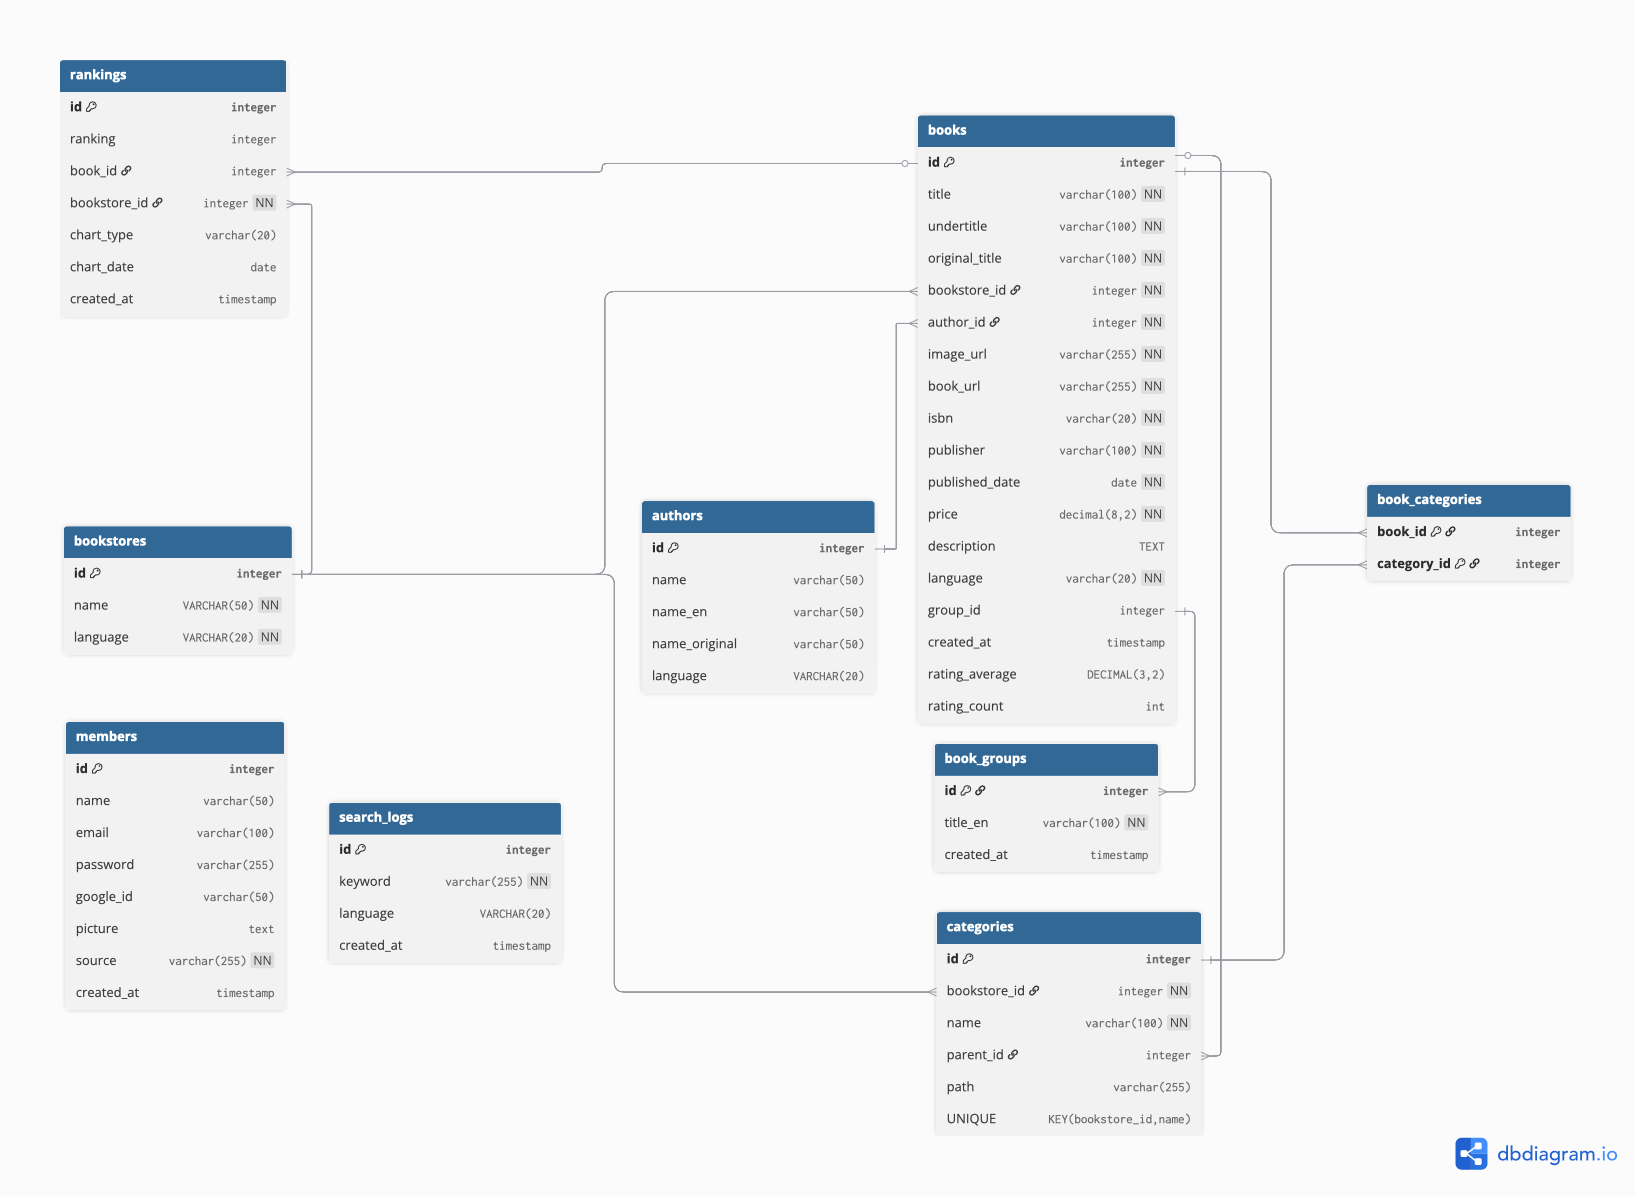 rankings
id integer
ranking integer
book_id integer
bookstore_id integer NN
chart_type varchar(20)
chart_date date
created_at timestamp
books
id integer
title varchar(100) NN
undertitle varchar(100) NN
original_title varchar(100) NN
bookstore_id integer NN
author_id integer NN
image_url varchar(255) NN
book_url varchar(255) NN
isbn varchar(20) NN
publisher varchar(100) NN
published_date date NN
price decimal(8,2) NN
description TEXT
language varchar(20) NN
group_id integer
created_at timestamp
rating_average DECIMAL(3,2)
rating_count int
book_categories
book_id integer
category_id integer
authors
id integer
name varchar(50)
name_en varchar(50)
name_original varchar(50)
language VARCHAR(20)
bookstores
id integer
name VARCHAR(50) NN
language VARCHAR(20) NN
members
id integer
name varchar(50)
email varchar(100)
password varchar(255)
google_id varchar(50)
picture text
source varchar(255) NN
created_at timestamp
search_logs
id integer
keyword varchar(255) NN
language VARCHAR(20)
created_at timestamp
book_groups
id integer
title_en varchar(100) NN
created_at timestamp
categories
id integer
bookstore_id integer NN
name varchar(100) NN
parent_id integer
path varchar(255)
UNIQUE KEY(bookstore_id,name)
dbdiagram.io